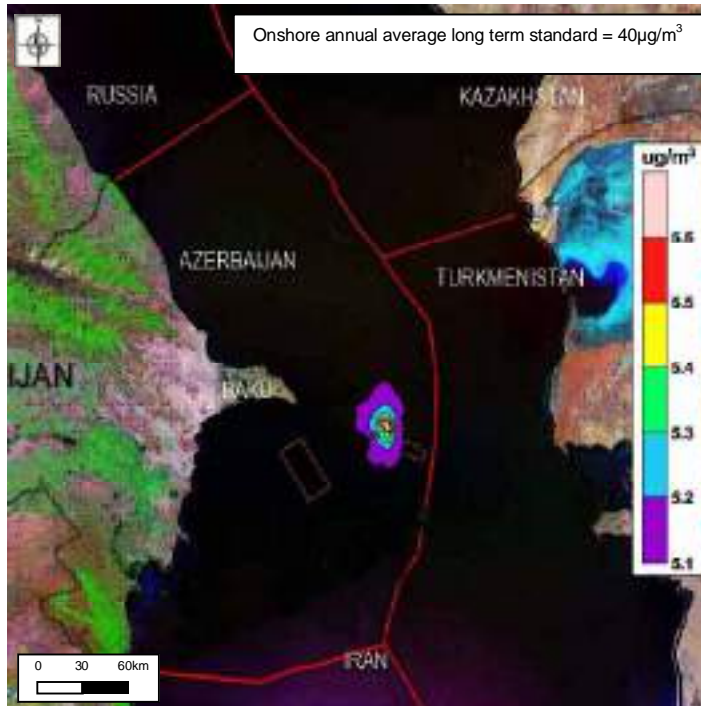 Onshore annual average long term standard = 40µg/m³
RUSSIA
KAZAKHSTAN
ug/m³
AZERBAIJAN
TURKMENISTAN
5.6
5.5
5.4
5.3
5.2
5.1
IJAN
BAKU
IRAN
0 30 60km